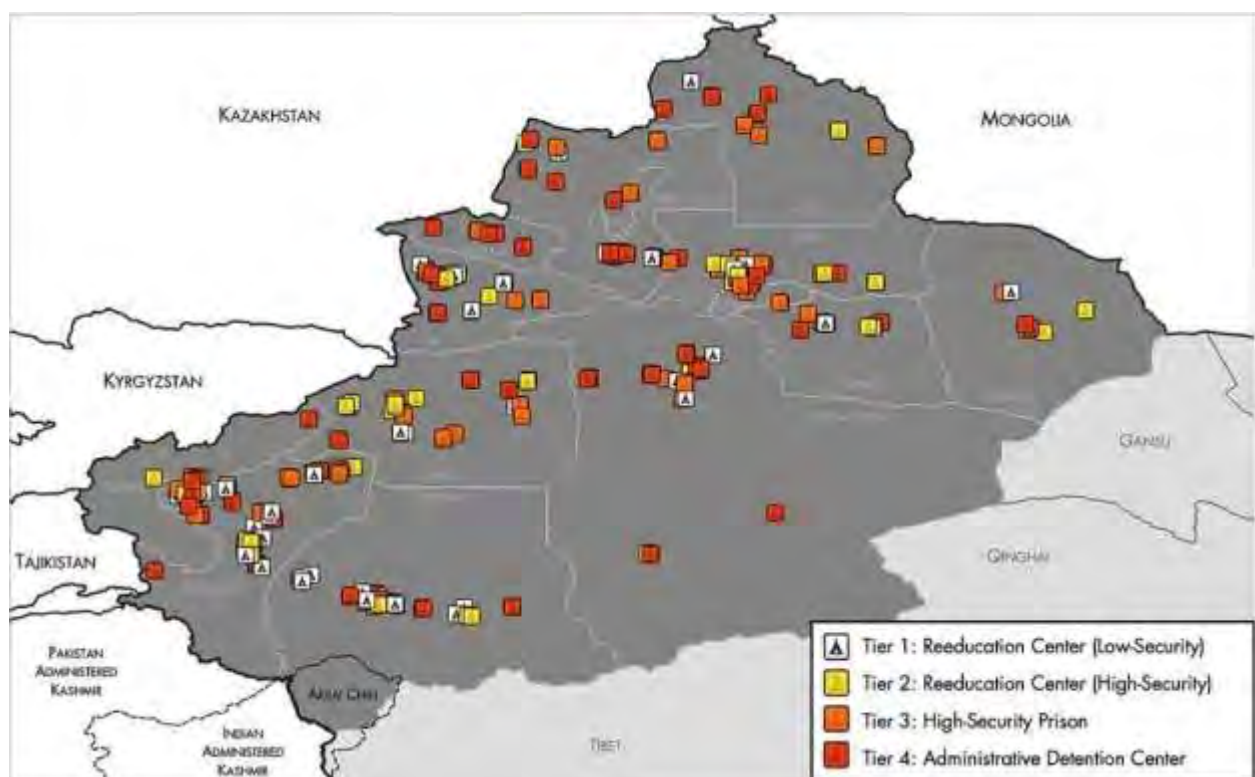 KAZAKHSTAN
MONGOLIA
KYRGYZSTAN
GANSU
TAJIKISTAN
QINGHAI
PAKISTAN
ADMINISTERED
KASHMIR
AKSAI CHIN
INDIAN
ADMINISTERED
KASHMIR
TIBET
Tier 1: Reeducation Center (Low-Security)
Tier 2: Reeducation Center (High-Security)
Tier 3: High-Security Prison
Tier 4: Administrative Detention Center